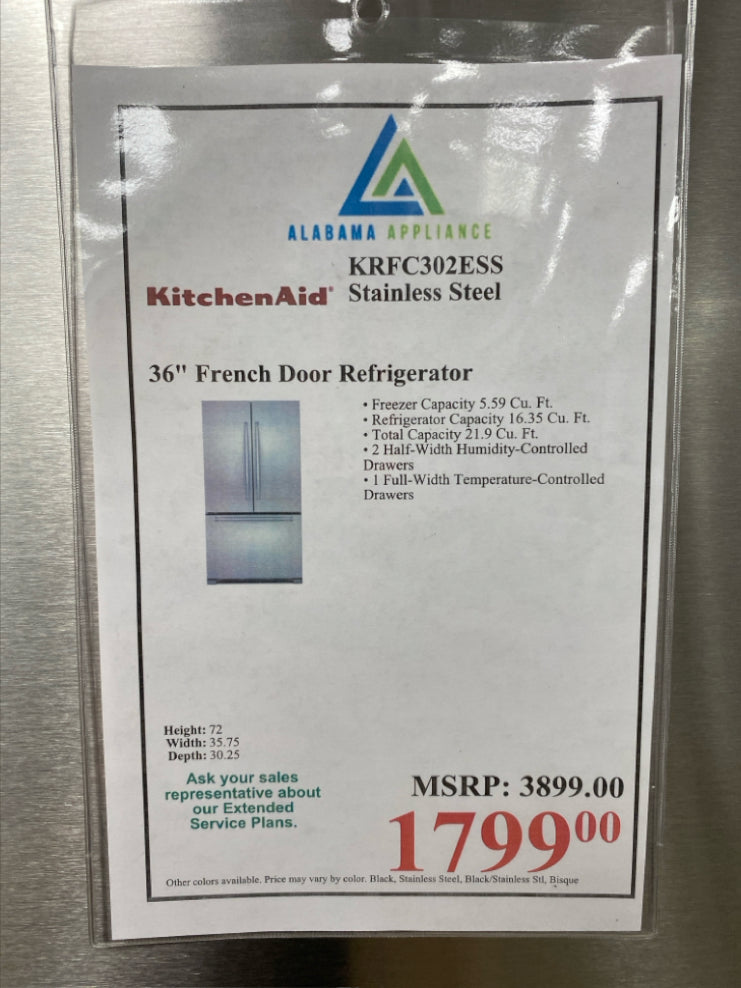 ALABAMA APPLIANCE
KRFC302ESS
KitchenAid® Stainless Steel
36" French Door Refrigerator
• Freezer Capacity 5.59 Cu. Ft.
• Refrigerator Capacity 16.35 Cu. Ft.
• Total Capacity 21.9 Cu. Ft.
• 2 Half-Width Humidity-Controlled
Drawers
• 1 Full-Width Temperature-Controlled
Drawers
Height: 72
Width: 35.75
Depth: 30.25
Ask your sales
representative about
our Extended
Service Plans.
MSRP: 3899.00
1799⁰⁰
Other colors available. Price may vary by color. Black, Stainless Steel, Black/Stainless Stl, Bisque